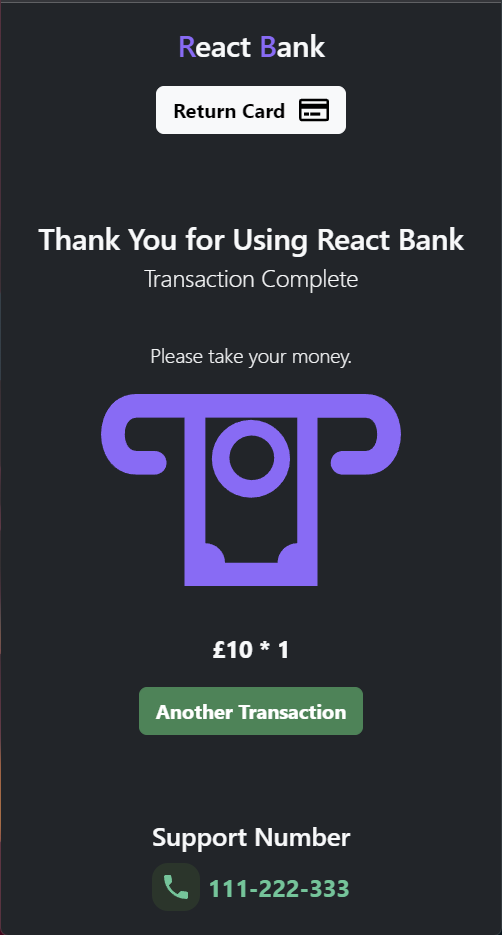 React Bank
Return Card
Thank You for Using React Bank
Transaction Complete
Please take your money.
£10 * 1
Another Transaction
Support Number
111-222-333